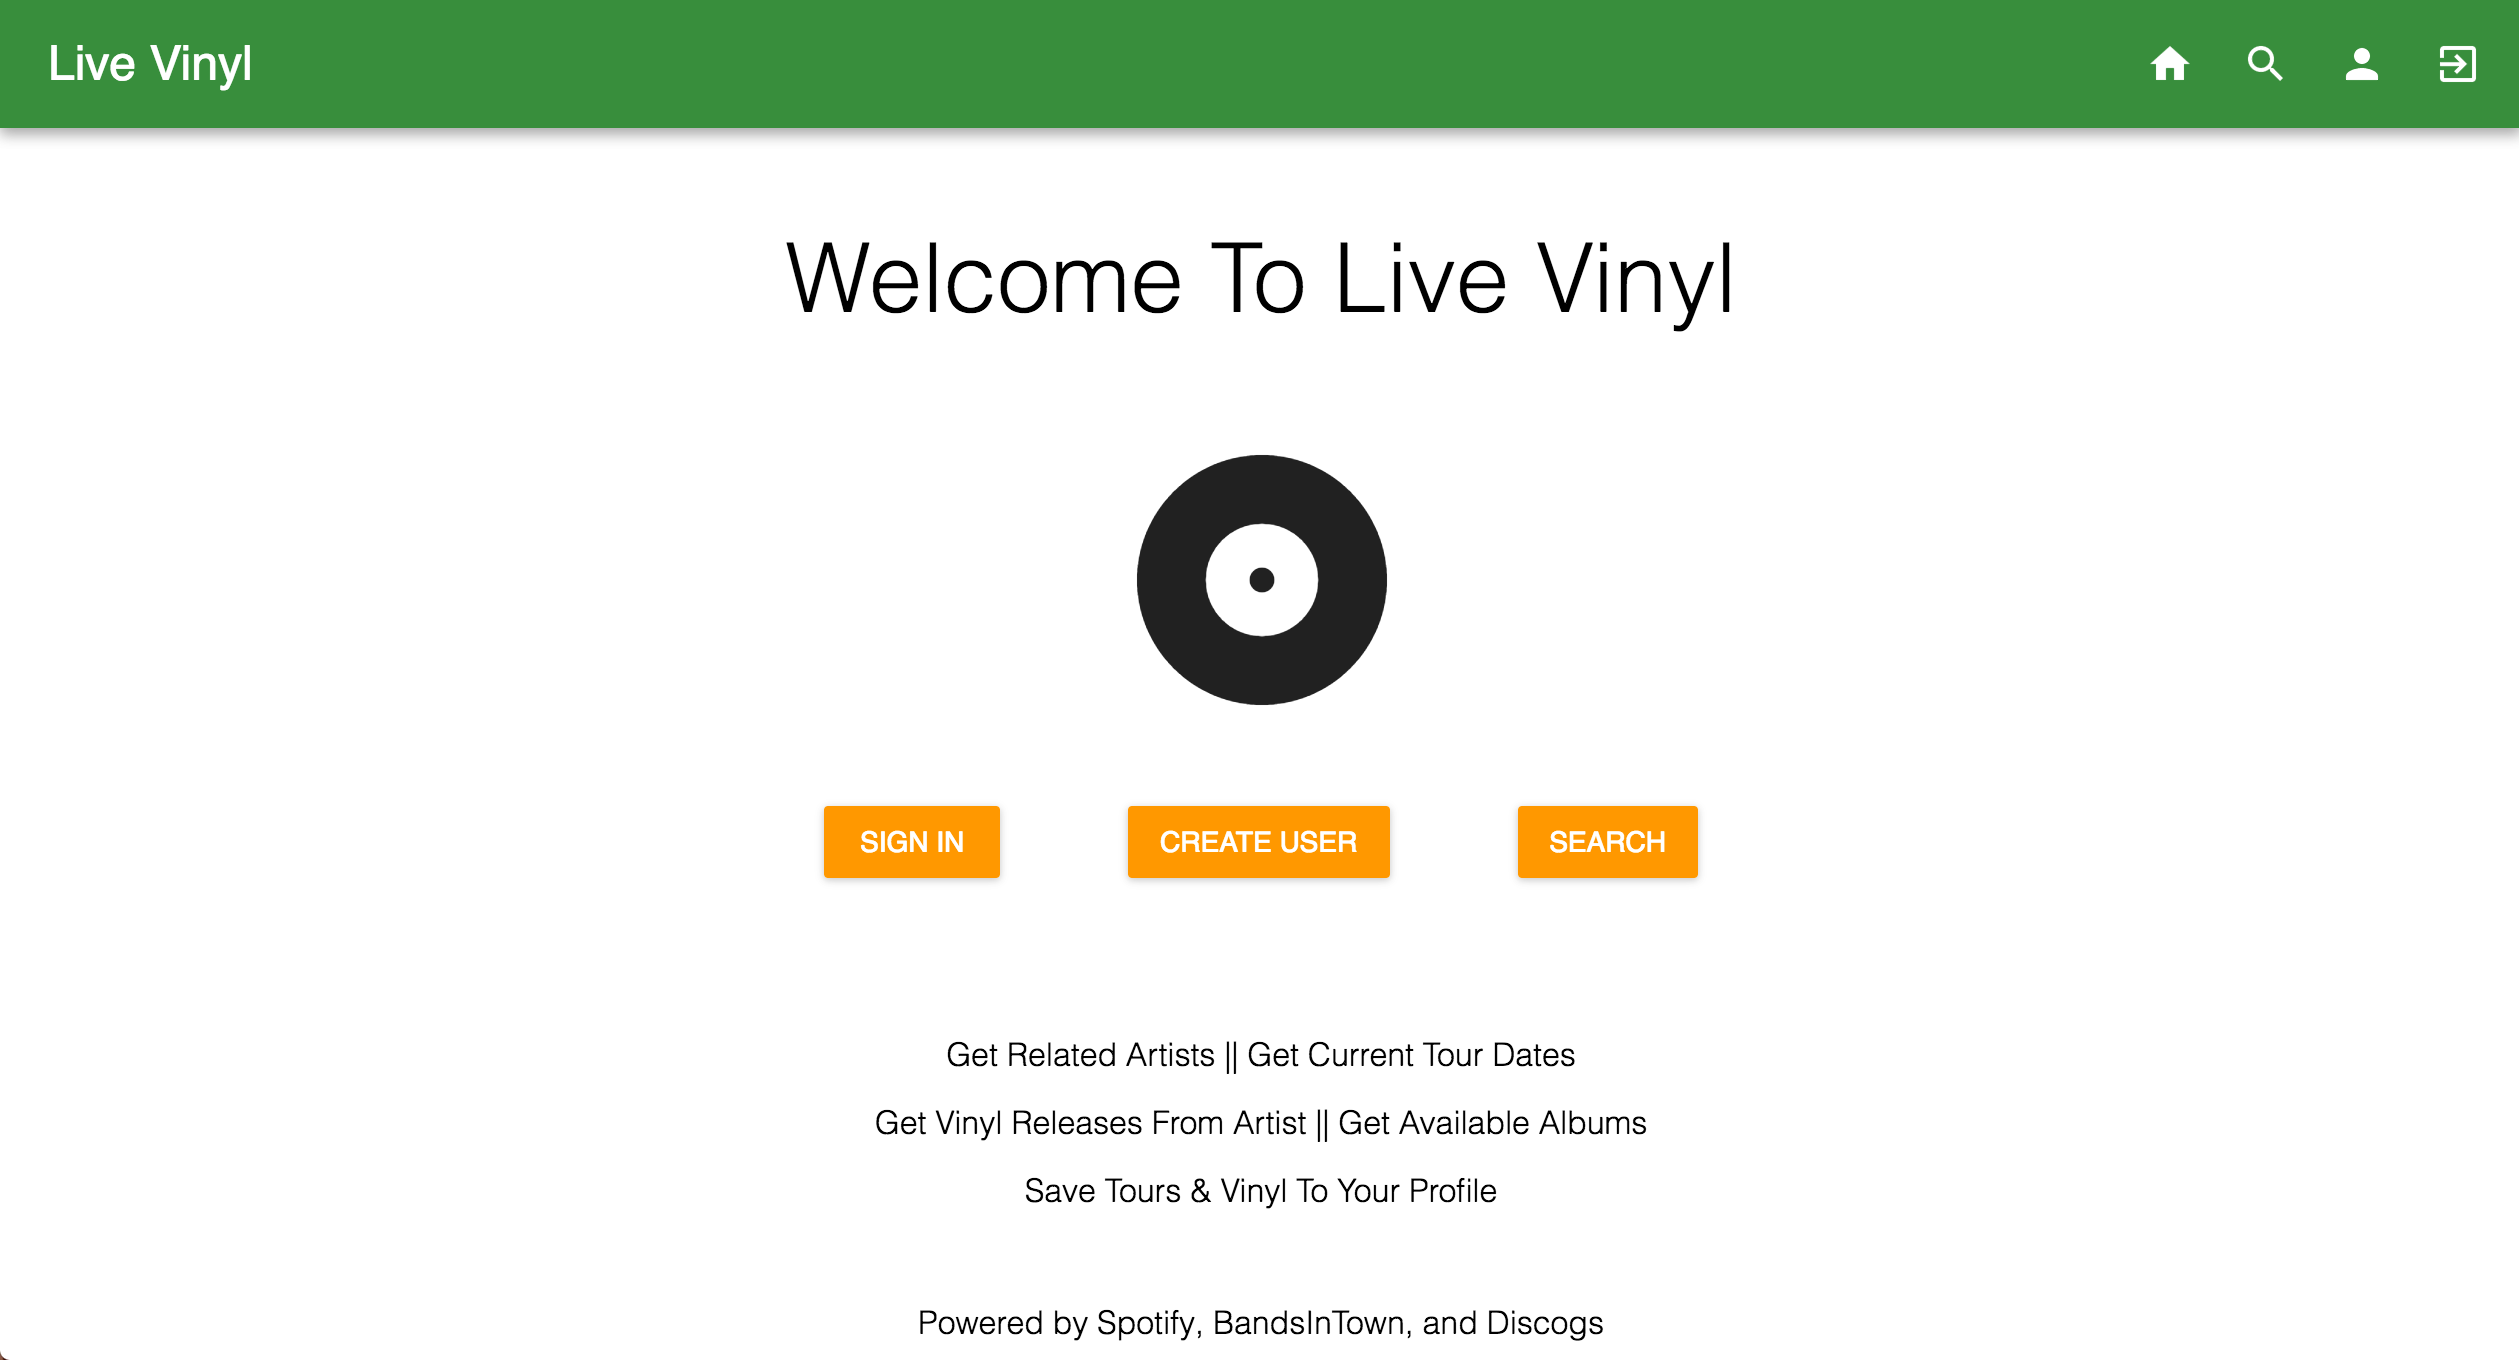 Live Vinyl
Welcome To Live Vinyl
SIGN IN
CREATE USER
SEARCH
Get Related Artists || Get Current Tour Dates
Get Vinyl Releases From Artist || Get Available Albums
Save Tours & Vinyl To Your Profile
Powered by Spotify, BandsInTown, and Discogs